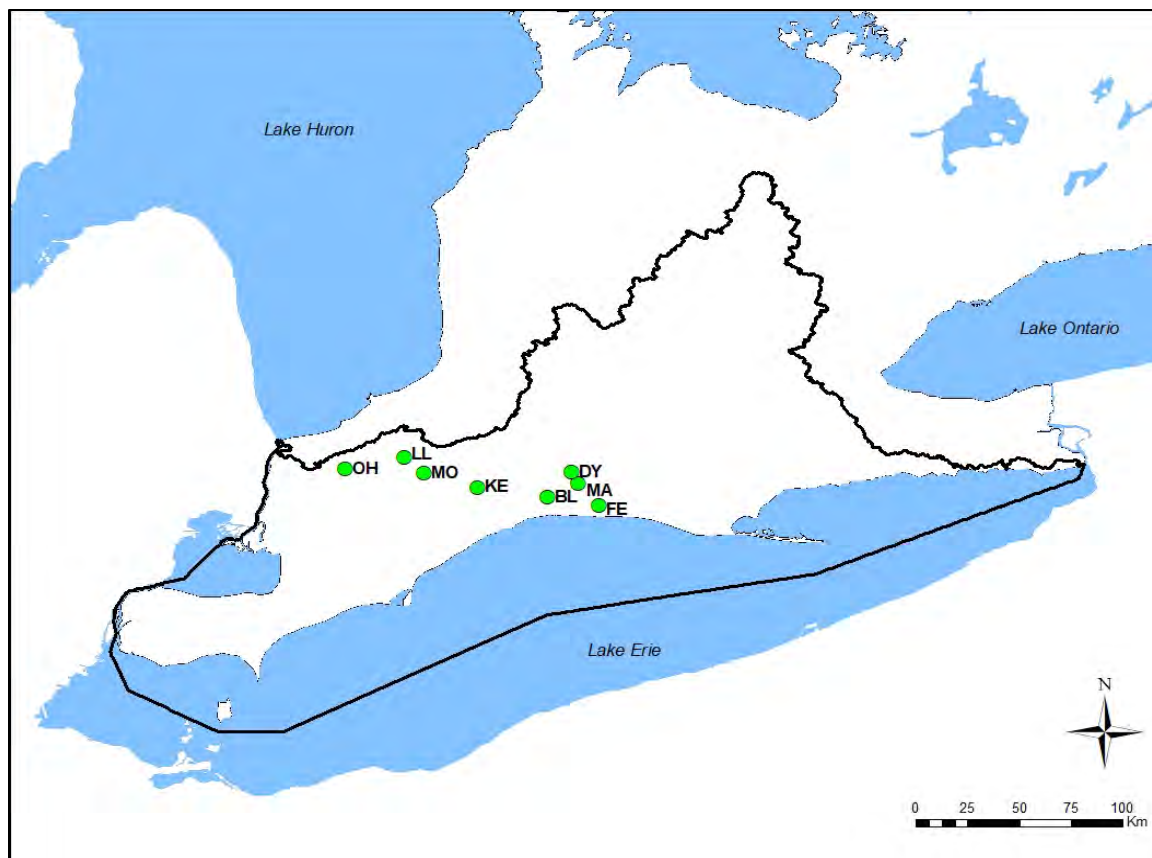 Lake Huron
Lake Ontario
LL
OH
MO
DY
KE
MA
BL
FE
Lake Erie
N
0 25 50 75 100
Km